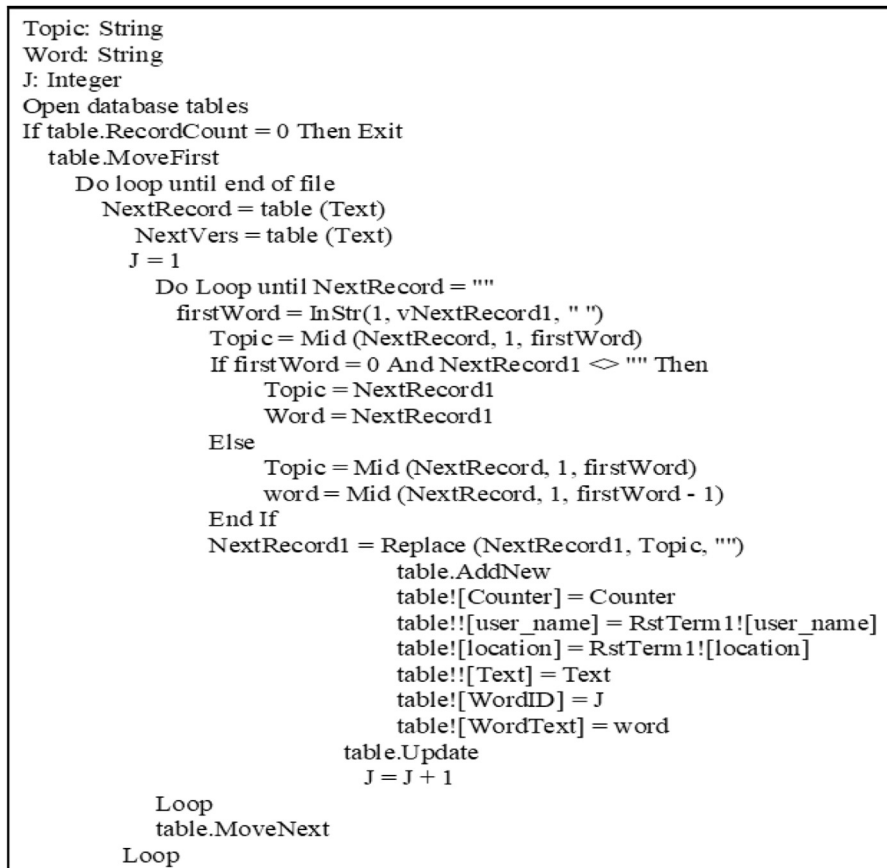 Topic: String
Word: String
J: Integer
Open database tables
If table.RecordCount = 0 Then Exit
table.MoveFirst
Do loop until end of file
NextRecord = table (Text)
NextVers = table (Text)
J = 1
Do Loop until NextRecord = ""
firstWord = InStr(1, vNextRecord1, " ")
Topic = Mid (NextRecord, 1, firstWord)
If firstWord = 0 And NextRecord1 <> "" Then
Topic = NextRecord1
Word = NextRecord1
Else
Topic = Mid (NextRecord, 1, firstWord)
word = Mid (NextRecord, 1, firstWord - 1)
End If
NextRecord1 = Replace (NextRecord1, Topic, "")
table.AddNew
table![Counter] = Counter
table!![user_name] = RstTerm1![user_name]
table![location] = RstTerm1![location]
table!![Text] = Text
table![WordID] = J
table![WordText] = word
table.Update
J = J + 1
Loop
table.MoveNext
Loop